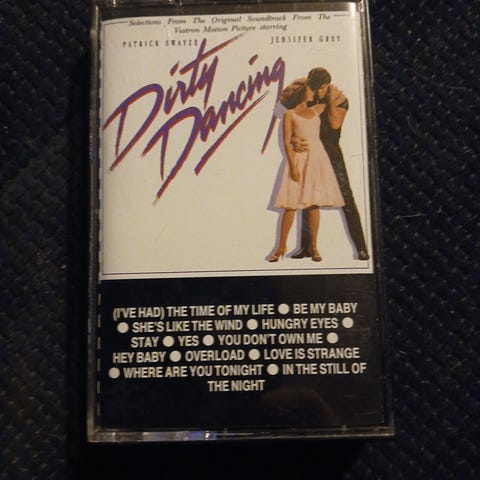 Selections From The Original Soundtrack From The
Vestron Motion Picture starring
PATRICK SWAYZE JENNIFER GREY
Dirty
Dancing
(I'VE HAD) THE TIME OF MY LIFE ● BE MY BABY
● SHE'S LIKE THE WIND ● HUNGRY EYES ●
STAY ● YES ● YOU DON'T OWN ME ●
HEY BABY ● OVERLOAD ● LOVE IS STRANGE
● WHERE ARE YOU TONIGHT ● IN THE STILL OF
THE NIGHT